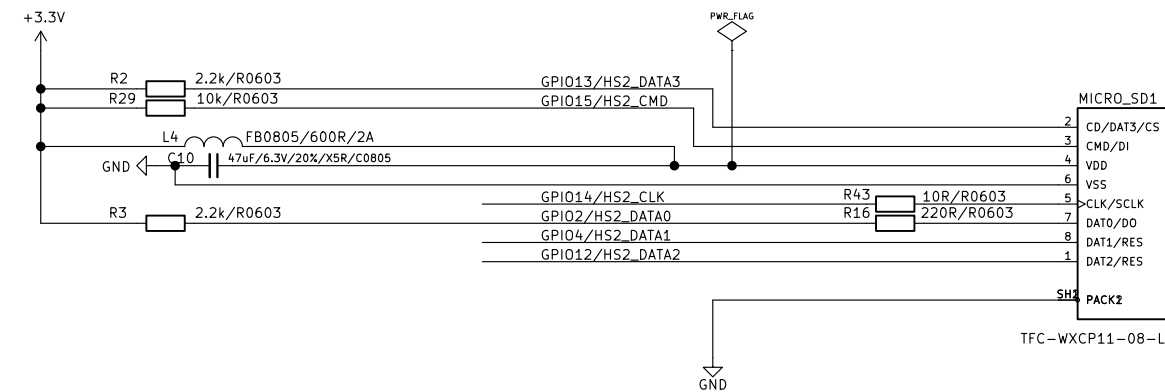 +3.3V
PWR_FLAG
R2 2.2k/R0603 GPIO13/HS2_DATA3
R29 10k/R0603 GPIO15/HS2_CMD
MICRO_SD1
2 CD/DAT3/CS
L4 FB0805/600R/2A
3 CMD/DI
GND C10 47uF/6.3V/20%/X5R/C0805
4 VDD
6 VSS
GPIO14/HS2_CLK R43 10R/R0603
5 CLK/SCLK
R3 2.2k/R0603 GPIO2/HS2_DATA0 R16 220R/R0603
7 DAT0/DO
GPIO4/HS2_DATA1 8 DAT1/RES
GPIO12/HS2_DATA2 1 DAT2/RES
TFC-WXCP11-08-L
GND